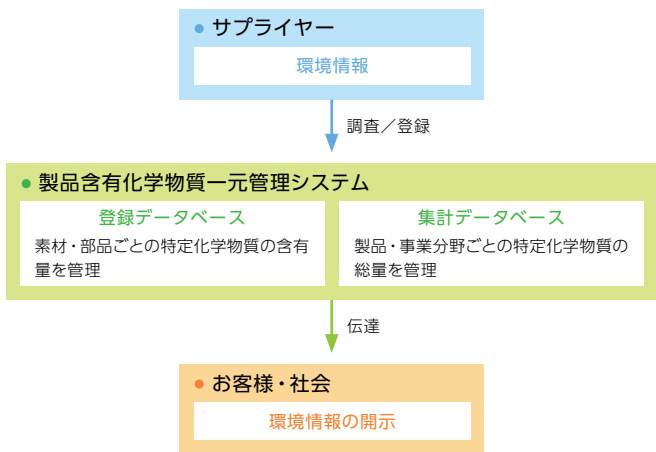 ● サプライヤー
環境情報
調査／登録
● 製品含有化学物質一元管理システム
登録データベース
素材・部品ごとの特定化学物質の含有
量を管理
集計データベース
製品・事業分野ごとの特定化学物質の
総量を管理
伝達
● お客様・社会
環境情報の開示